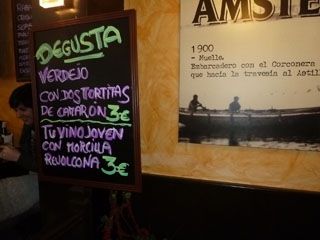 DEGUSTA
VERDEJO
CON DOS TORTITAS
DE CAMARÓN 3€
TU VINO JOVEN
CON MORCILLA
REVOLCONA 3€
AMSTE
1900
- Muelle.
Embarcadero con el Corconera
que hacía la travesía al Astill